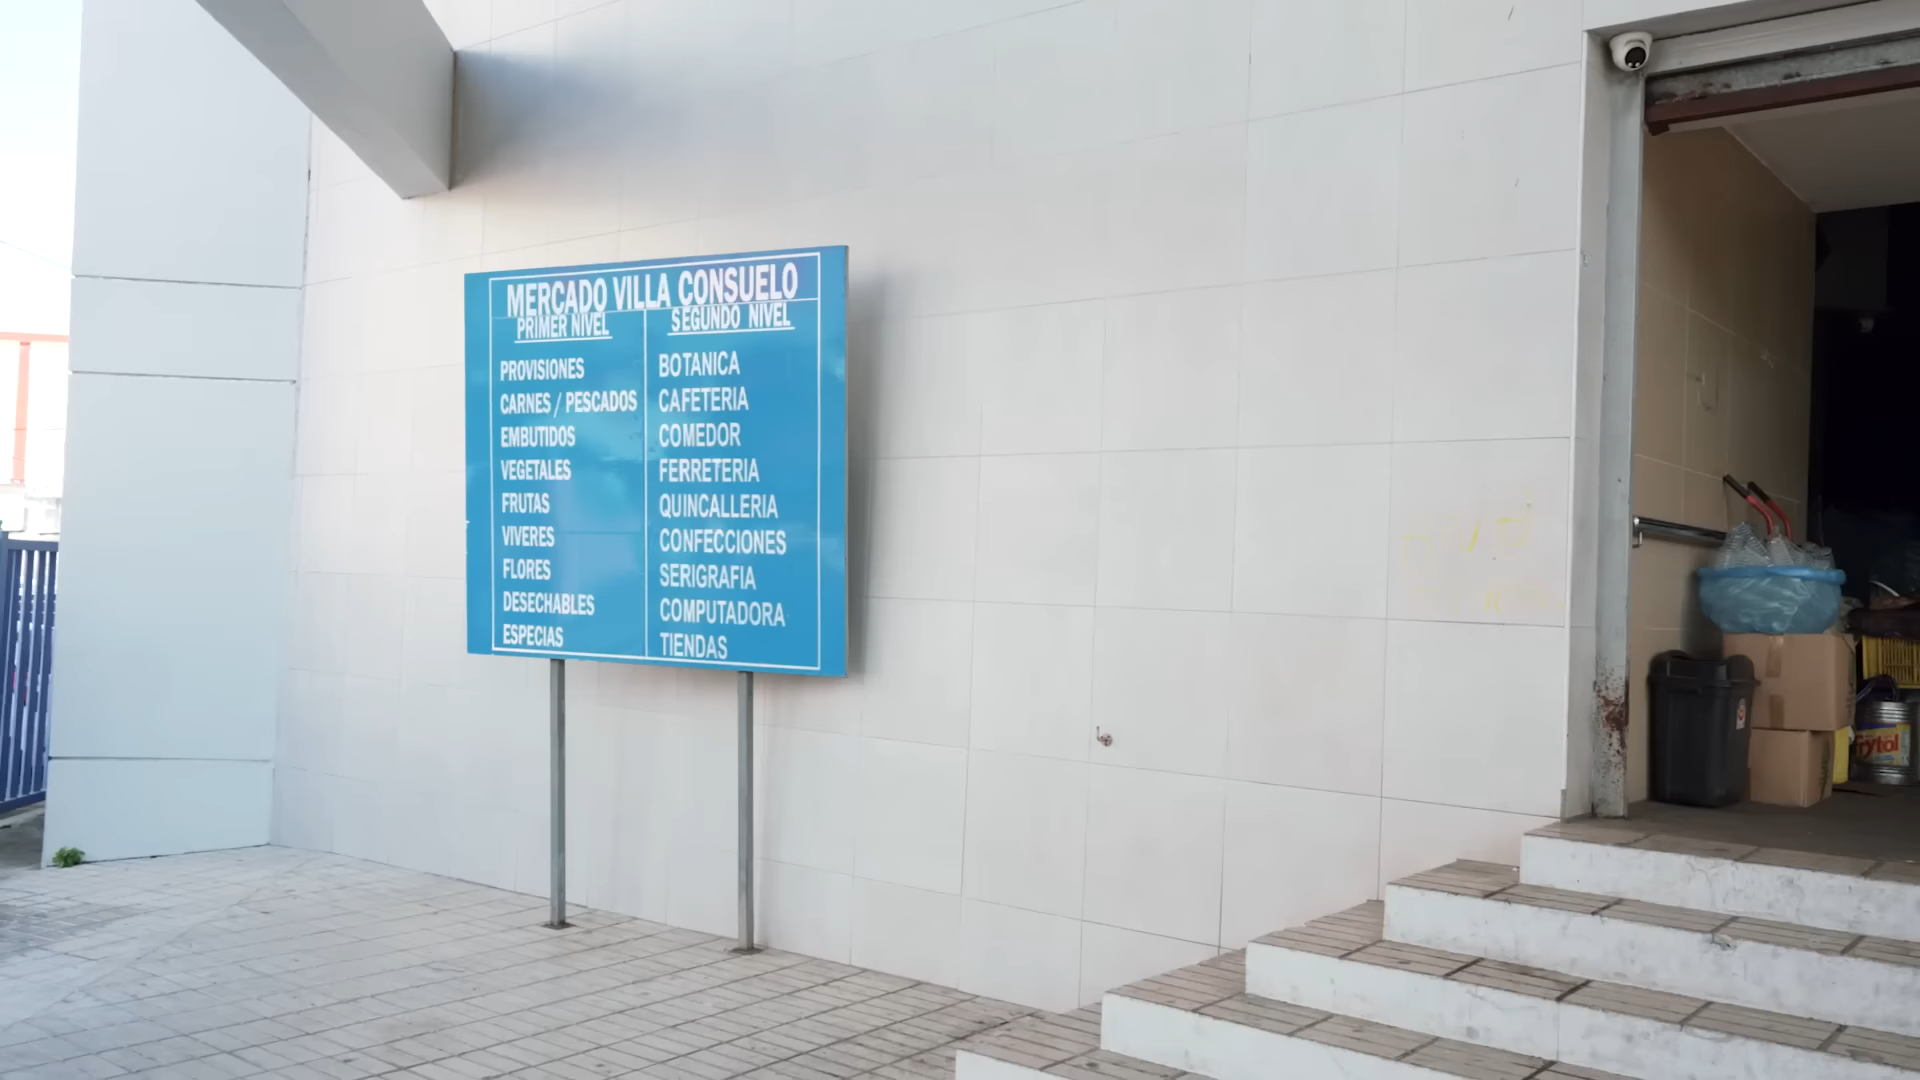 MERCADO VILLA CONSUELO
PRIMER NIVEL
PROVISIONES
CARNES / PESCADOS
EMBUTIDOS
VEGETALES
FRUTAS
VIVERES
FLORES
DESECHABLES
ESPECIAS
SEGUNDO NIVEL
BOTANICA
CAFETERIA
COMEDOR
FERRETERIA
QUINCALLERIA
CONFECCIONES
SERIGRAFIA
COMPUTADORA
TIENDAS